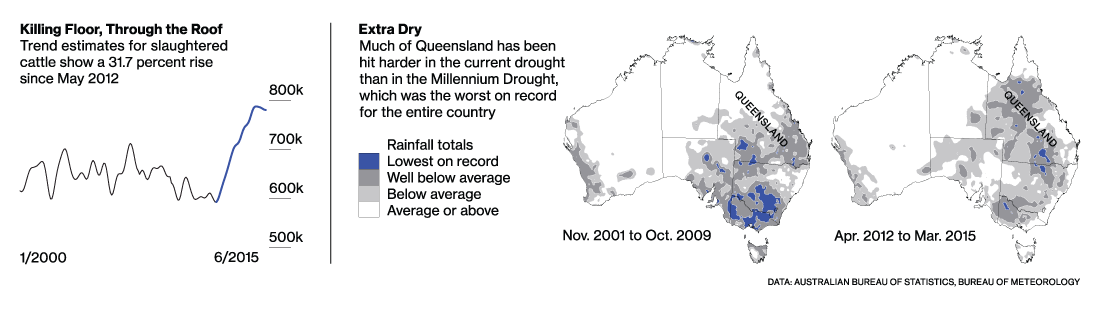 Killing Floor, Through the Roof
Trend estimates for slaughtered
cattle show a 31.7 percent rise
since May 2012
800k
700k
600k
500k
1/2000
6/2015
Extra Dry
Much of Queensland has been
hit harder in the current drought
than in the Millennium Drought,
which was the worst on record
for the entire country
Rainfall totals
Lowest on record
Well below average
Below average
Average or above
QUEENSLAND
Nov. 2001 to Oct. 2009
QUEENSLAND
Apr. 2012 to Mar. 2015
DATA: AUSTRALIAN BUREAU OF STATISTICS, BUREAU OF METEOROLOGY